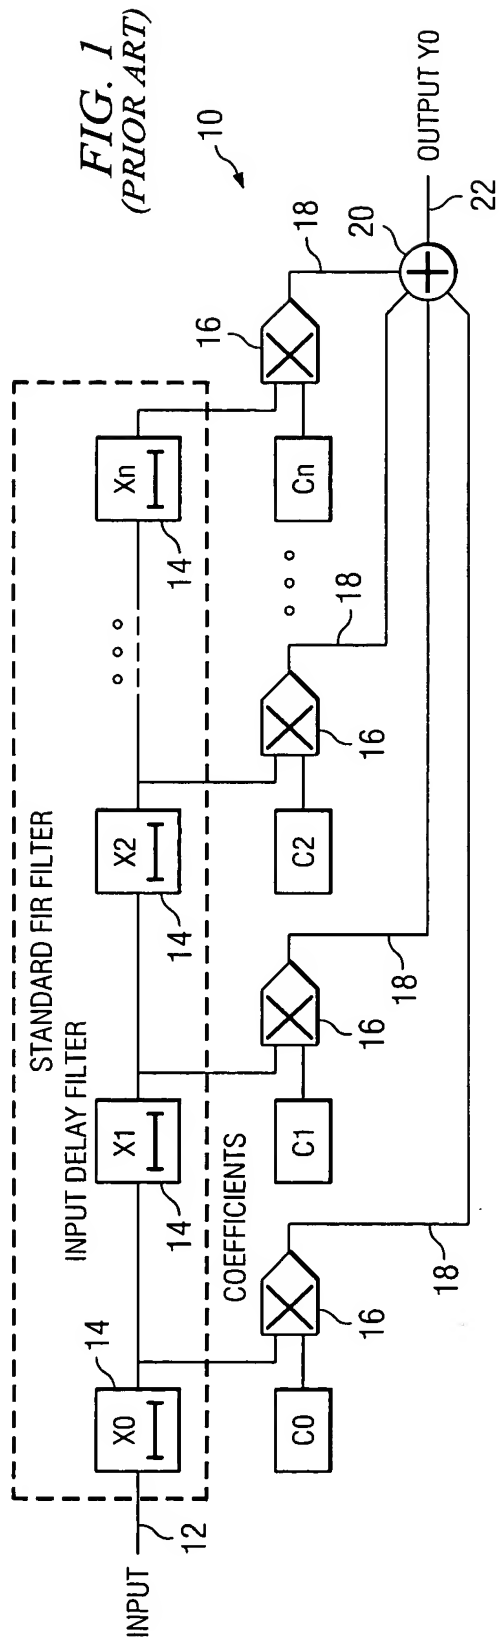 FIG. 1
(PRIOR ART)
10
STANDARD FIR FILTER
INPUT DELAY FILTER
INPUT
12
X0
14
X1
14
X2
14
Xn
14
COEFFICIENTS
C0
16
18
C1
16
18
C2
16
18
Cn
16
18
20
22
OUTPUT Y0